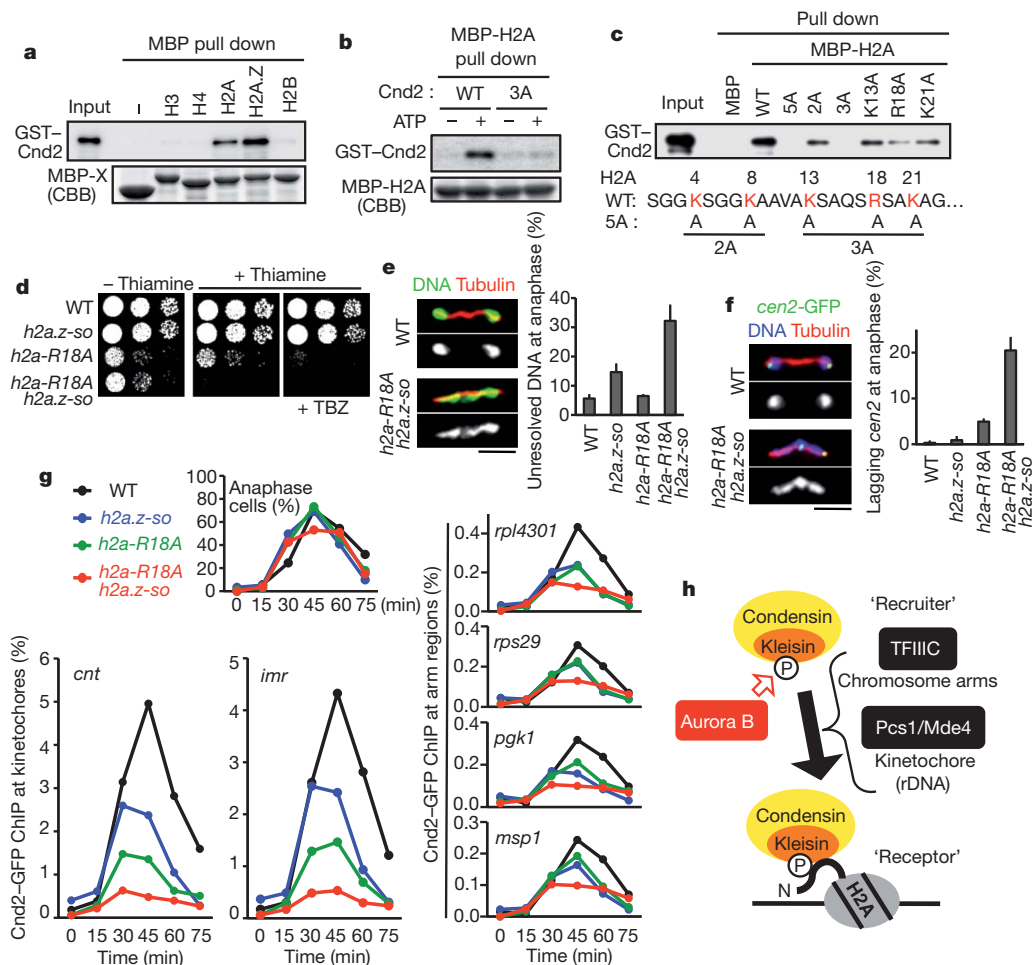 a
MBP pull down
Input
–
H3
H4
H2A
H2A.Z
H2B
GST–
Cnd2
MBP-X
(CBB)
b
MBP-H2A
pull down
Cnd2 : WT 3A
ATP – + – +
GST–Cnd2
MBP-H2A
(CBB)
c
Pull down
MBP-H2A
Input
MBP
WT
5A
2A
3A
K13A
R18A
K21A
GST–
Cnd2
H2A 4 8 13 18 21
WT: SGGKSGGKAAVAKSAQSRSAKAG...
5A : A A A A A
2A 3A
d
– Thiamine + Thiamine
WT
h2a.z-so
h2a-R18A
h2a-R18A
h2a.z-so
+ TBZ
e
DNA Tubulin
WT
h2a-R18A
h2a.z-so
Unresolved DNA at anaphase (%)
40
30
20
10
0
WT
h2a.z-so
h2a-R18A
h2a-R18A
h2a.z-so
f
cen2-GFP
DNA Tubulin
WT
h2a-R18A
h2a.z-so
Lagging cen2 at anaphase (%)
20
10
0
WT
h2a.z-so
h2a-R18A
h2a-R18A
h2a.z-so
g
WT
h2a.z-so
h2a-R18A
h2a-R18A
h2a.z-so
Anaphase
cells (%)
100
80
60
40
20
0
0 15 30 45 60 75 (min)
Cnd2–GFP ChIP at kinetochores (%)
cnt
6
5
4
3
2
1
0
0 15 30 45 60 75
Time (min)
imr
5
4
3
2
1
0
0 15 30 45 60 75
Time (min)
Cnd2–GFP ChIP at arm regions (%)
rpl4301
0.4
0.2
0.0
rps29
0.4
0.2
0.0
pgk1
0.4
0.2
0.0
msp1
0.3
0.2
0.1
0.0
0 15 30 45 60 75
Time (min)
h
Condensin
Kleisin
P
Aurora B
'Recruiter'
TFIIIC
Chromosome arms
Pcs1/Mde4
Kinetochore
(rDNA)
Condensin
Kleisin
P
N
'Receptor'
H2A